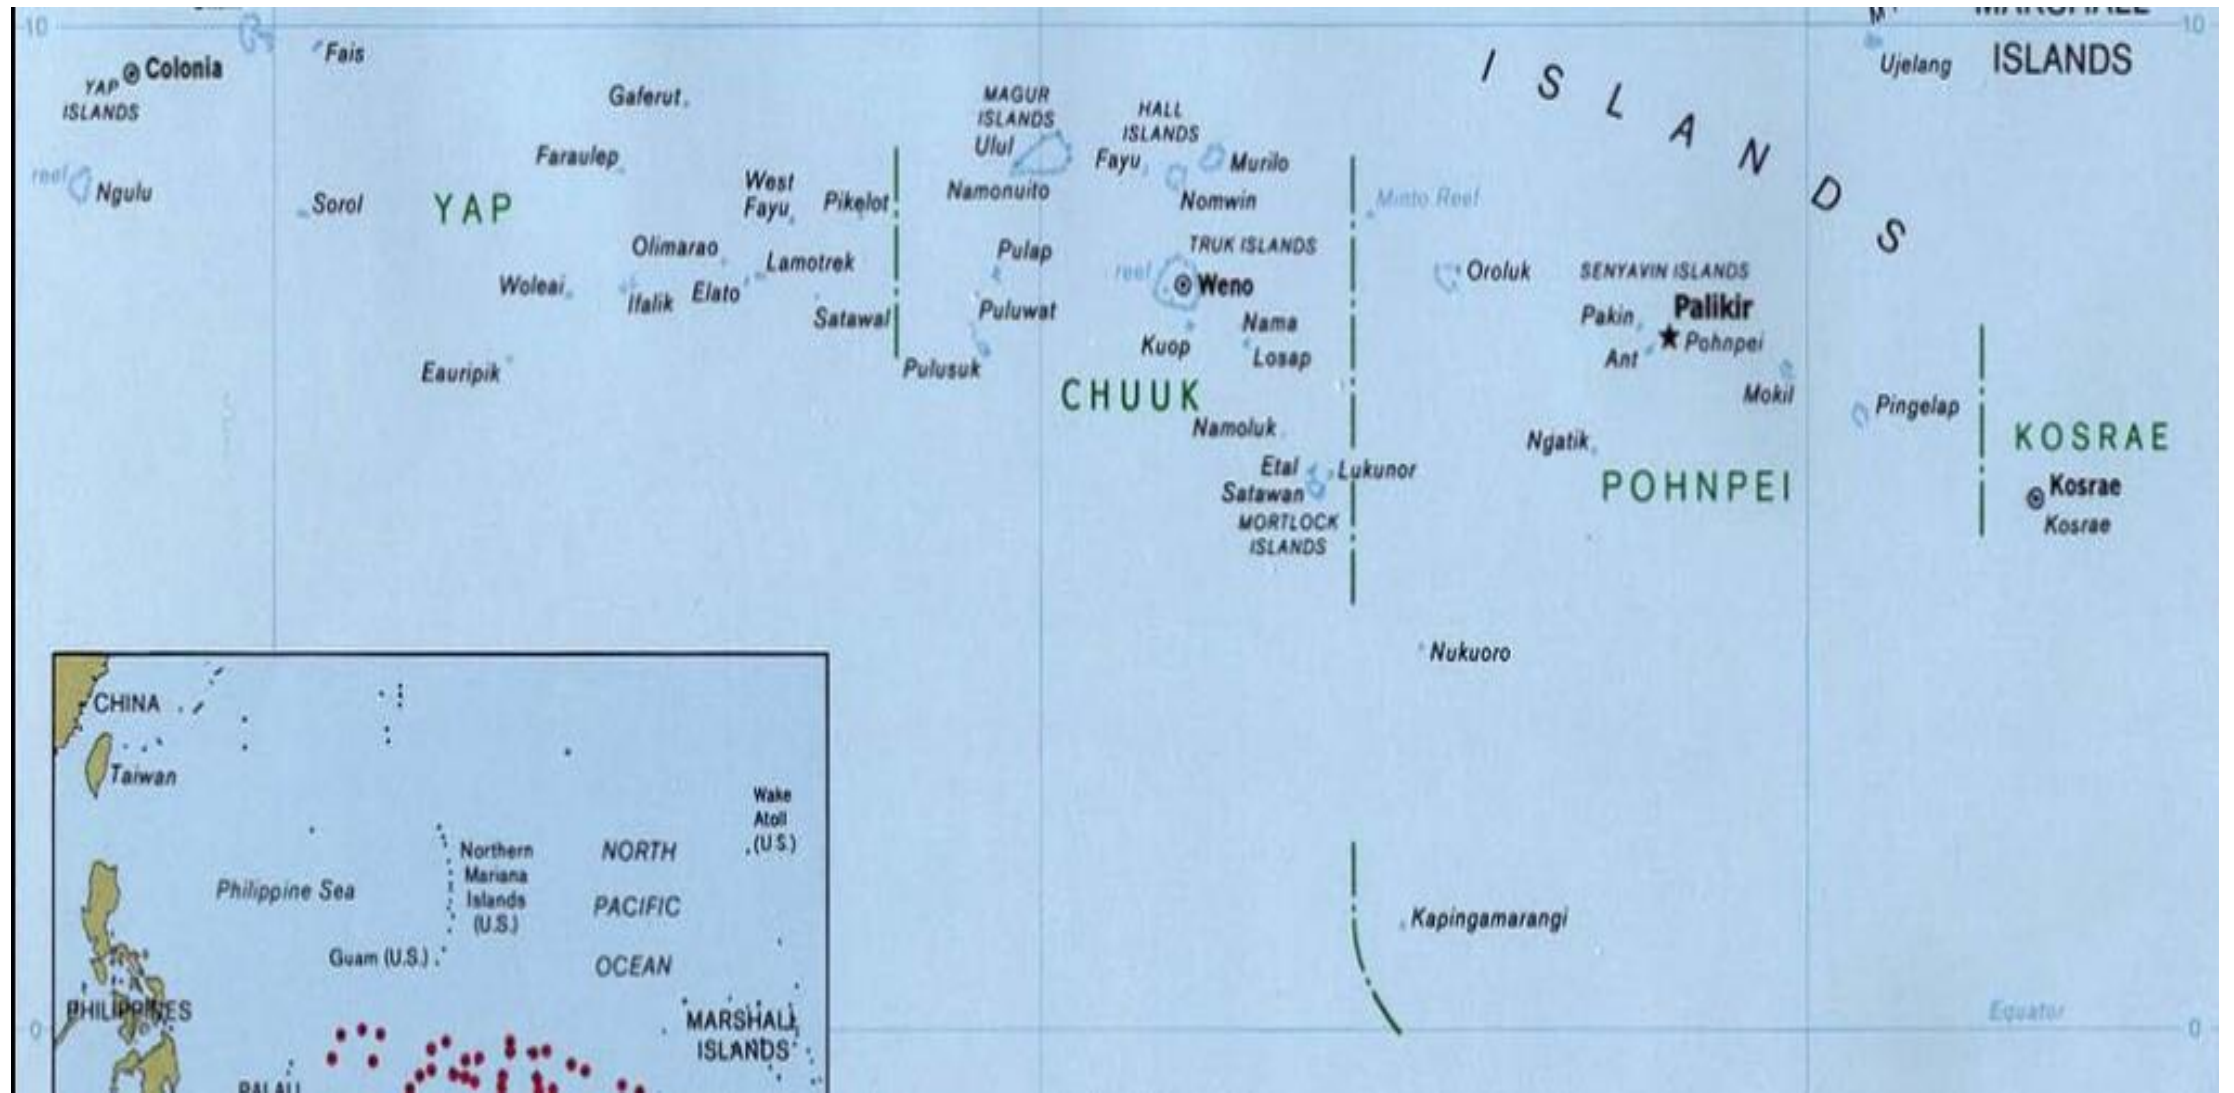 10
Fais
Colonia
YAP
ISLANDS
Gaferut
MAGUR
ISLANDS
Ulul
HALL
ISLANDS
Fayu
Murilo
I S L A N D S
Ujelang
MARSHALL
ISLANDS
10
reef
Ngulu
Sorol
YAP
Faraulep
West
Fayu
Pikelot
Namonuito
Nomwin
Minto Reef
Olimarao
Lamotrek
Woleai
Ifalik
Elato
Satawal
Eauripik
Pulap
Puluwat
Pulusuk
TRUK ISLANDS
reef
Weno
Kuop
Nama
Losap
CHUUK
Namoluk
Etal
Lukunor
Satawan
MORTLOCK
ISLANDS
Oroluk
SENYAVIN ISLANDS
Palikir
Pakin
Pohnpei
Ant
Mokil
Pingelap
Ngatik
POHNPEI
KOSRAE
Kosrae
Kosrae
Nukuoro
Kapingamarangi
Equator
0
0
CHINA
Taiwan
Wake
Atoll
(U.S.)
Northern
Mariana
Islands
(U.S.)
NORTH
PACIFIC
OCEAN
Philippine Sea
Guam (U.S.)
PHILIPPINES
MARSHALL
ISLANDS
PALAU